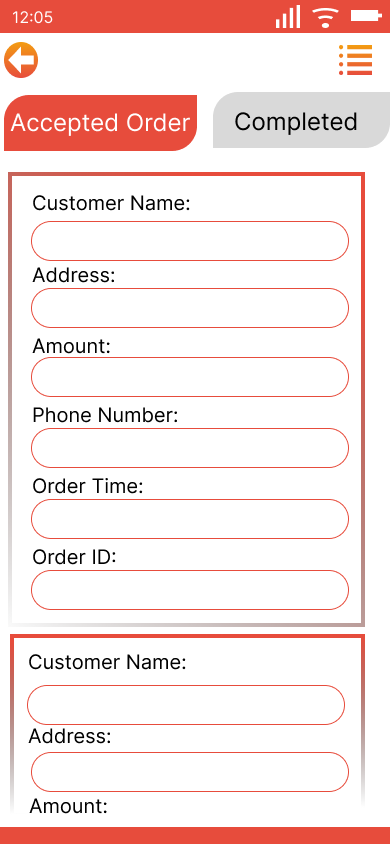 12:05
Accepted Order
Completed
Customer Name:
Address:
Amount:
Phone Number:
Order Time:
Order ID:
Customer Name:
Address:
Amount: